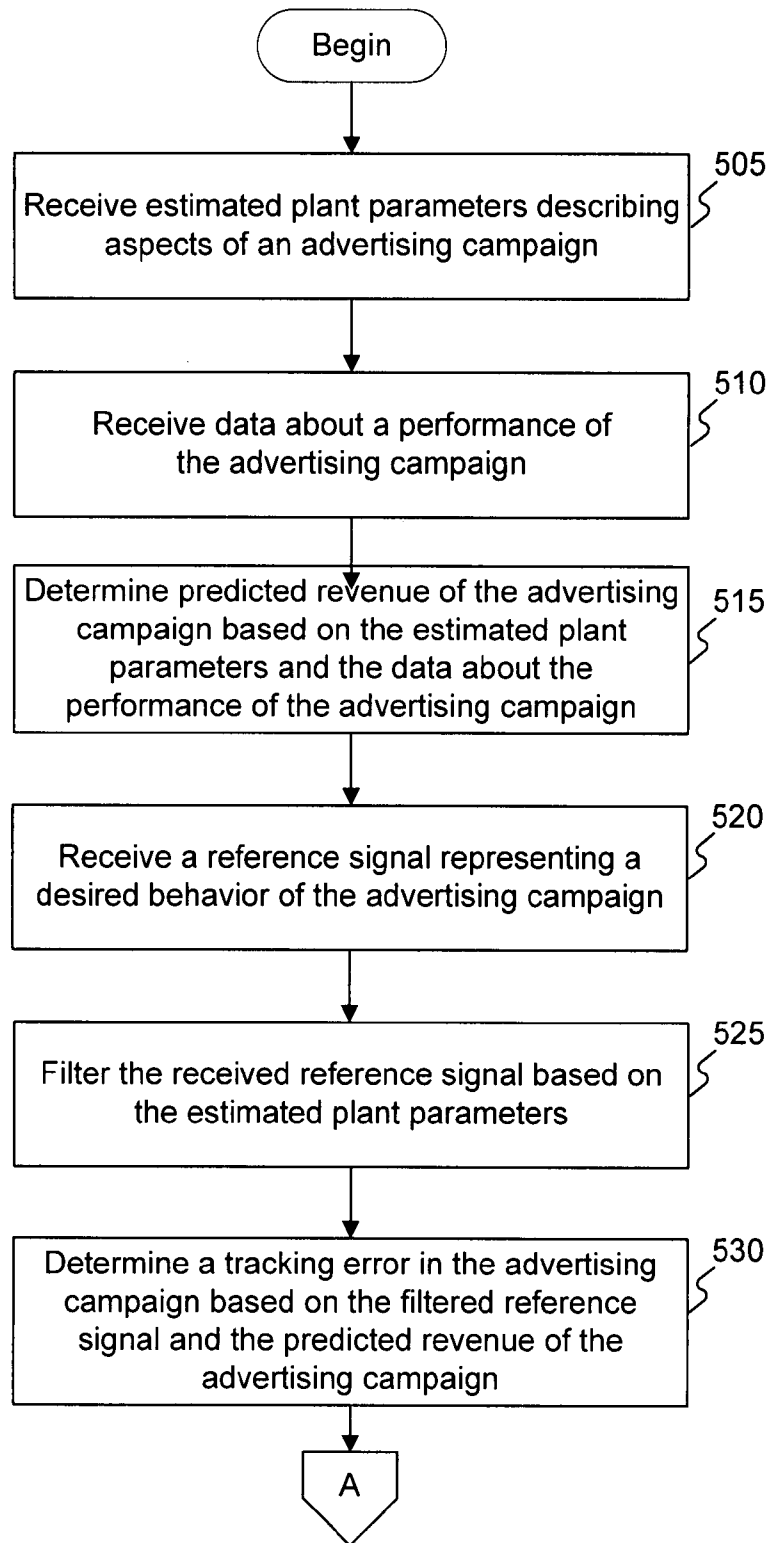 Begin
505
Receive estimated plant parameters describing
aspects of an advertising campaign
510
Receive data about a performance of
the advertising campaign
515
Determine predicted revenue of the advertising
campaign based on the estimated plant
parameters and the data about the
performance of the advertising campaign
520
Receive a reference signal representing a
desired behavior of the advertising campaign
525
Filter the received reference signal based on
the estimated plant parameters
530
Determine a tracking error in the advertising
campaign based on the filtered reference
signal and the predicted revenue of the
advertising campaign
A